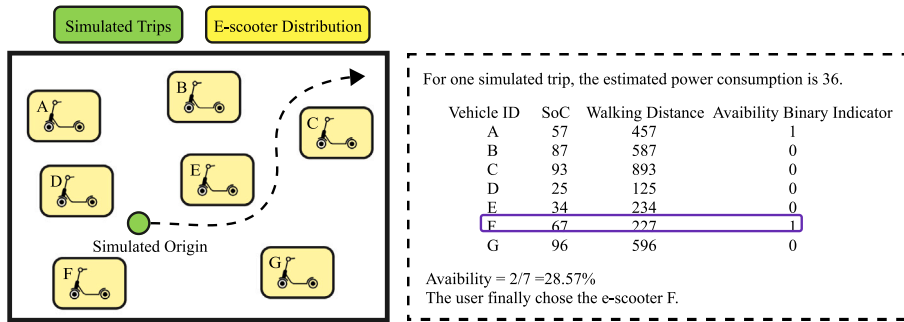 Simulated Trips
E-scooter Distribution
A
B
C
D
E
Simulated Origin
F
G
For one simulated trip, the estimated power consumption is 36.
Vehicle ID SoC Walking Distance Avaibility Binary Indicator
A 57 457 1
B 87 587 0
C 93 893 0
D 25 125 0
E 34 234 0
F 67 227 1
G 96 596 0
Avaibility = 2/7 =28.57%
The user finally chose the e-scooter F.